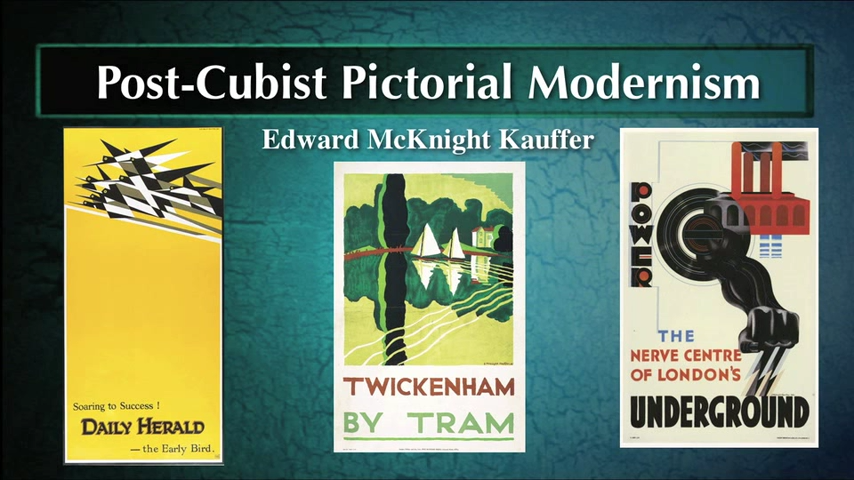 Post-Cubist Pictorial Modernism
Edward McKnight Kauffer
Soaring to Success !
DAILY HERALD
— the Early Bird.
TWICKENHAM
BY TRAM
POWER
THE
NERVE CENTRE
OF LONDON'S
UNDERGROUND